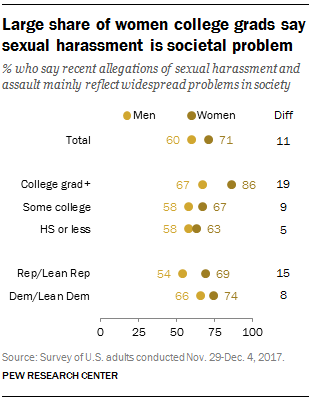 Large share of women college grads say
sexual harassment is societal problem
% who say recent allegations of sexual harassment and
assault mainly reflect widespread problems in society
Men Women Diff
Total 60 71 11
College grad+ 67 86 19
Some college 58 67 9
HS or less 58 63 5
Rep/Lean Rep 54 69 15
Dem/Lean Dem 66 74 8
0 25 50 75 100
Source: Survey of U.S. adults conducted Nov. 29-Dec. 4, 2017.
PEW RESEARCH CENTER